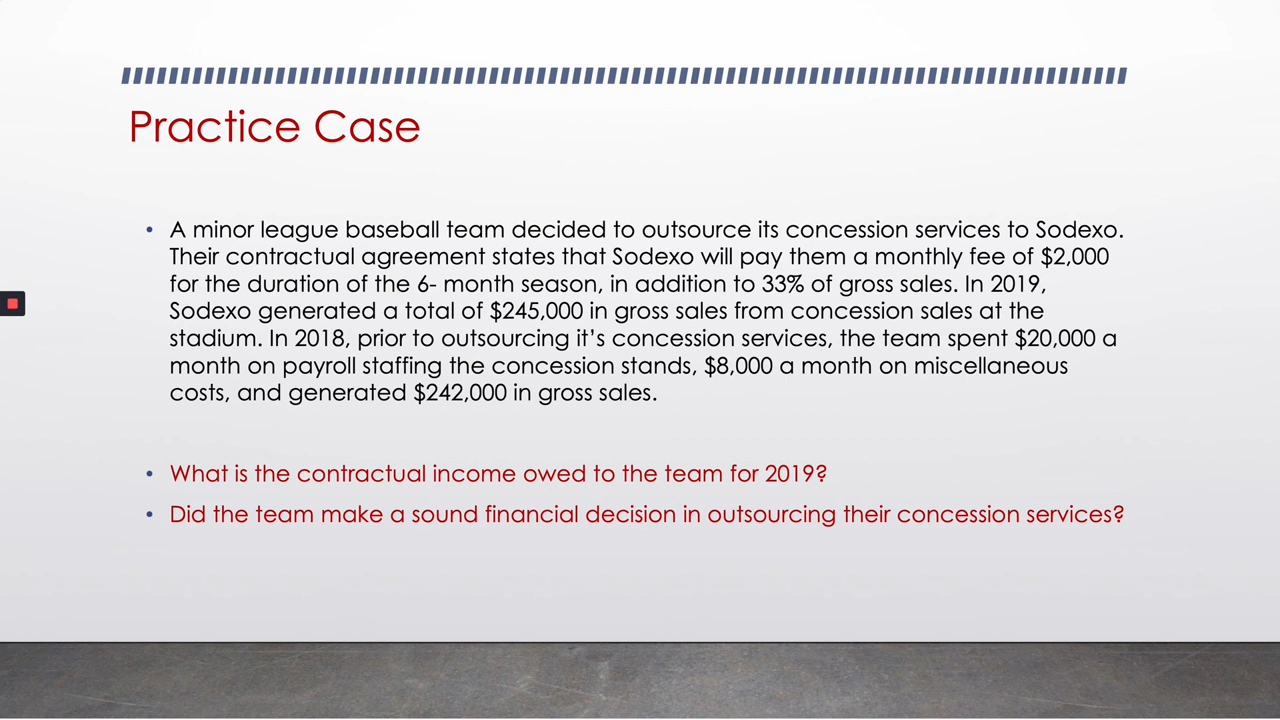 Practice Case
• A minor league baseball team decided to outsource its concession services to Sodexo.
Their contractual agreement states that Sodexo will pay them a monthly fee of $2,000
for the duration of the 6- month season, in addition to 33% of gross sales. In 2019,
Sodexo generated a total of $245,000 in gross sales from concession sales at the
stadium. In 2018, prior to outsourcing it’s concession services, the team spent $20,000 a
month on payroll staffing the concession stands, $8,000 a month on miscellaneous
costs, and generated $242,000 in gross sales.
• What is the contractual income owed to the team for 2019?
• Did the team make a sound financial decision in outsourcing their concession services?